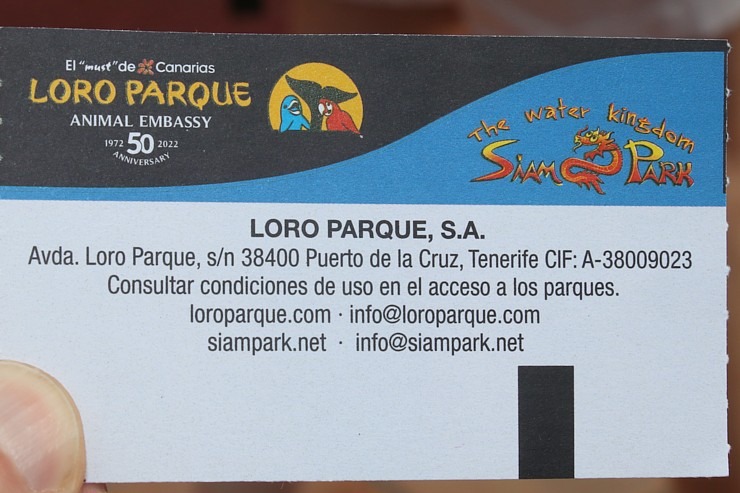 El "must" de Canarias
LORO PARQUE
ANIMAL EMBASSY
1972 50 2022
ANNIVERSARY
The water kingdom
SIAM PARK
LORO PARQUE, S.A.
Avda. Loro Parque, s/n 38400 Puerto de la Cruz, Tenerife CIF: A-38009023
Consultar condiciones de uso en el acceso a los parques.
loroparque.com · info@loroparque.com
siampark.net · info@siampark.net